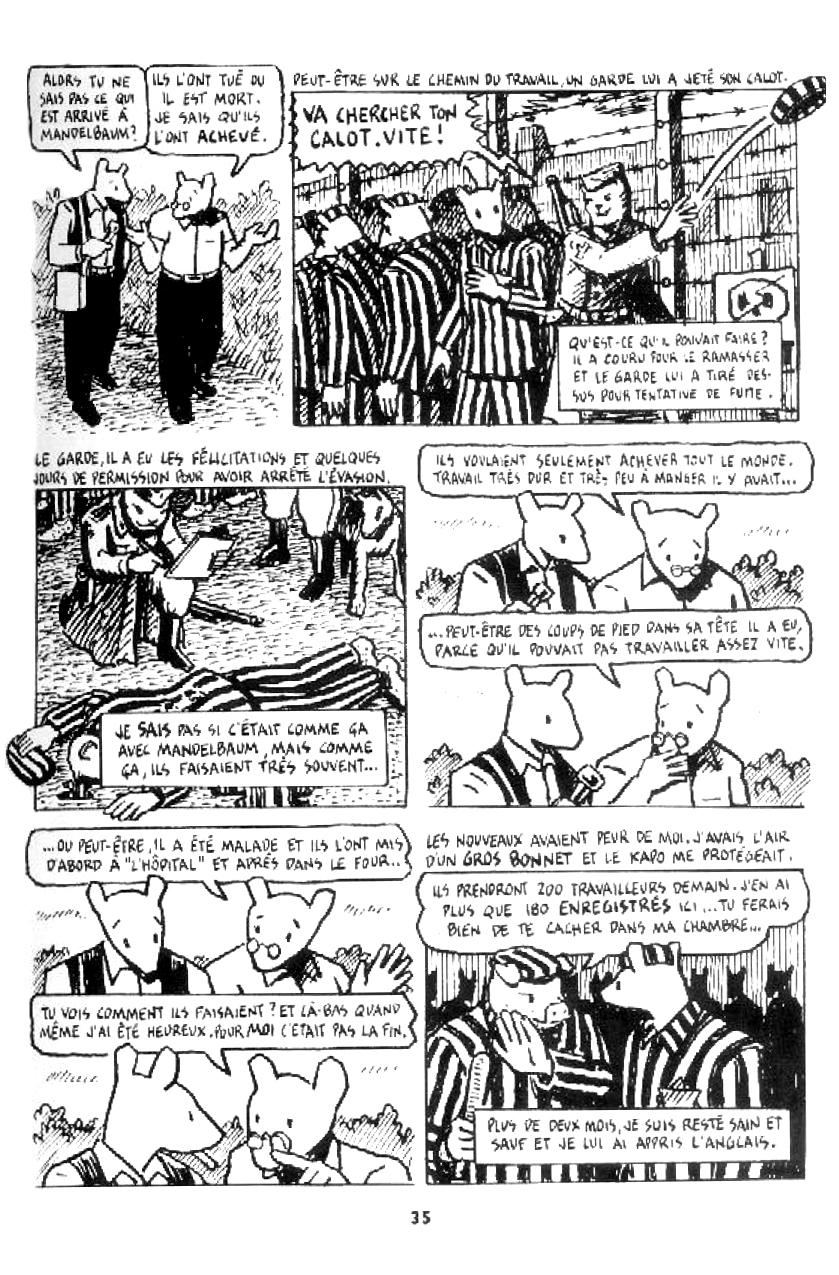 ALORS TU NE
SAIS PAS CE QUI
EST ARRIVÉ À
MANDELBAUM?
ILS L'ONT TUÉ OU
IL EST MORT.
JE SAIS QU'ILS
L'ONT ACHEVÉ.
PEUT-ÊTRE SUR LE CHEMIN DU TRAVAIL, UN GARDE LUI A JETÉ SON CALOT.
VA CHERCHER TON
CALOT. VITE!
QU'EST-CE QU'IL POUVAIT FAIRE?
IL A COURU POUR LE RAMASSER
ET LE GARDE LUI A TIRÉ DES-
SUS POUR TENTATIVE DE FUITE.
LE GARDE, IL A EU LES FÉLICITATIONS ET QUELQUES
JOURS DE PERMISSION POUR AVOIR ARRÊTÉ L'ÉVASION.
JE SAIS PAS SI C'ÉTAIT COMME ÇA
AVEC MANDELBAUM, MAIS COMME
ÇA, ILS FAISAIENT TRÈS SOUVENT...
ILS VOULAIENT SEULEMENT ACHEVER TOUT LE MONDE.
TRAVAIL TRÈS DUR ET TRÈS PEU À MANGER IL Y AVAIT...
...PEUT-ÊTRE DES COUPS DE PIED DANS SA TÊTE IL A EU,
PARCE QU'IL POUVAIT PAS TRAVAILLER ASSEZ VITE.
...OU PEUT-ÊTRE, IL A ÉTÉ MALADE ET ILS L'ONT MIS
D'ABORD À "L'HÔPITAL" ET APRÈS DANS LE FOUR...
TU VOIS COMMENT ILS FAISAIENT? ET LÀ-BAS QUAND
MÊME J'AI ÉTÉ HEUREUX. POUR MOI C'ÉTAIT PAS LA FIN.
LES NOUVEAUX AVAIENT PEUR DE MOI. J'AVAIS L'AIR
D'UN GROS BONNET ET LE KAPO ME PROTÉGEAIT.
ILS PRENDRONT 200 TRAVAILLEURS DEMAIN. J'EN AI
PLUS QUE 180 ENREGISTRÉS ICI... TU FERAIS
BIEN DE TE CACHER DANS MA CHAMBRE...
PLUS DE DEUX MOIS, JE SUIS RESTÉ SAIN ET
SAUF ET JE LUI AI APPRIS L'ANGLAIS.
35